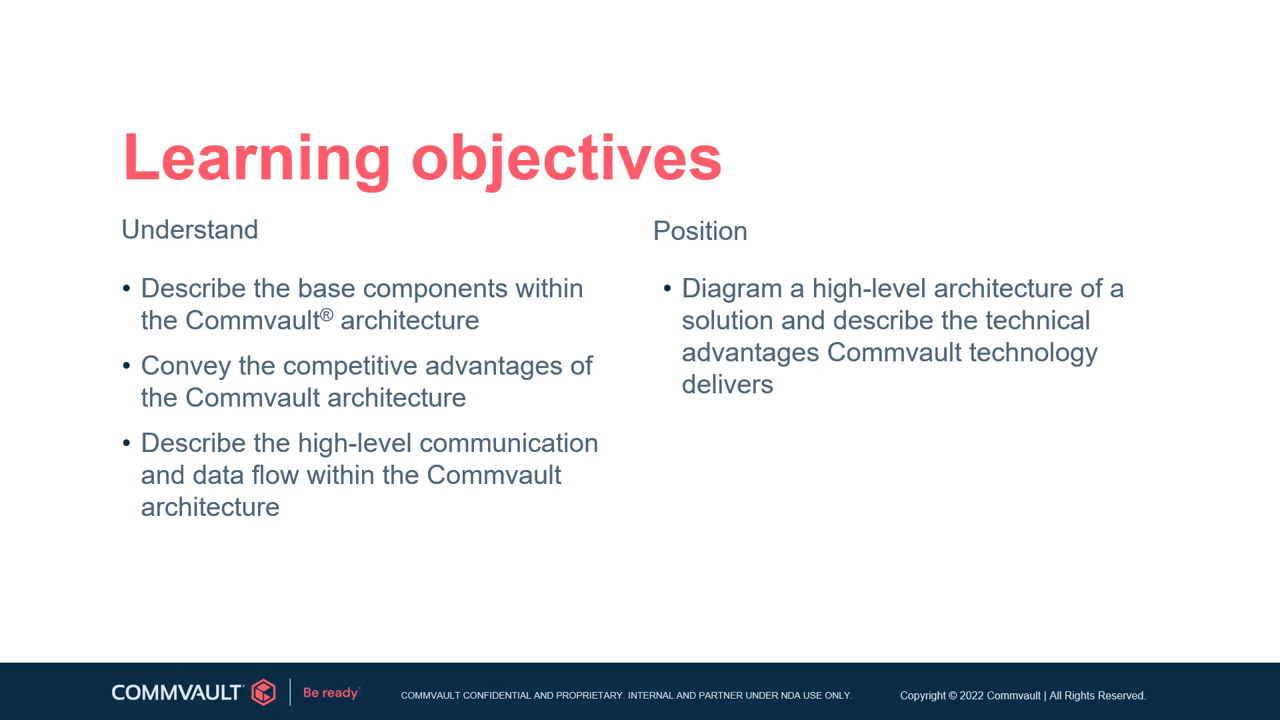 Learning objectives
Understand
• Describe the base components within
the Commvault® architecture
• Convey the competitive advantages of
the Commvault architecture
• Describe the high-level communication
and data flow within the Commvault
architecture
Position
• Diagram a high-level architecture of a
solution and describe the technical
advantages Commvault technology
delivers
COMMVAULT Be ready™ COMMVAULT CONFIDENTIAL AND PROPRIETARY. INTERNAL AND PARTNER UNDER NDA USE ONLY. Copyright © 2022 Commvault | All Rights Reserved.